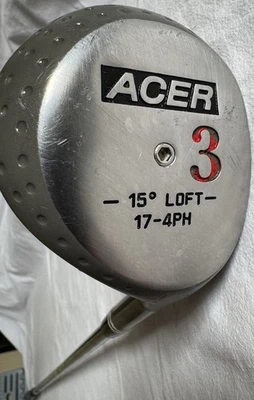 ACER
3
— 15° LOFT —
17-4PH